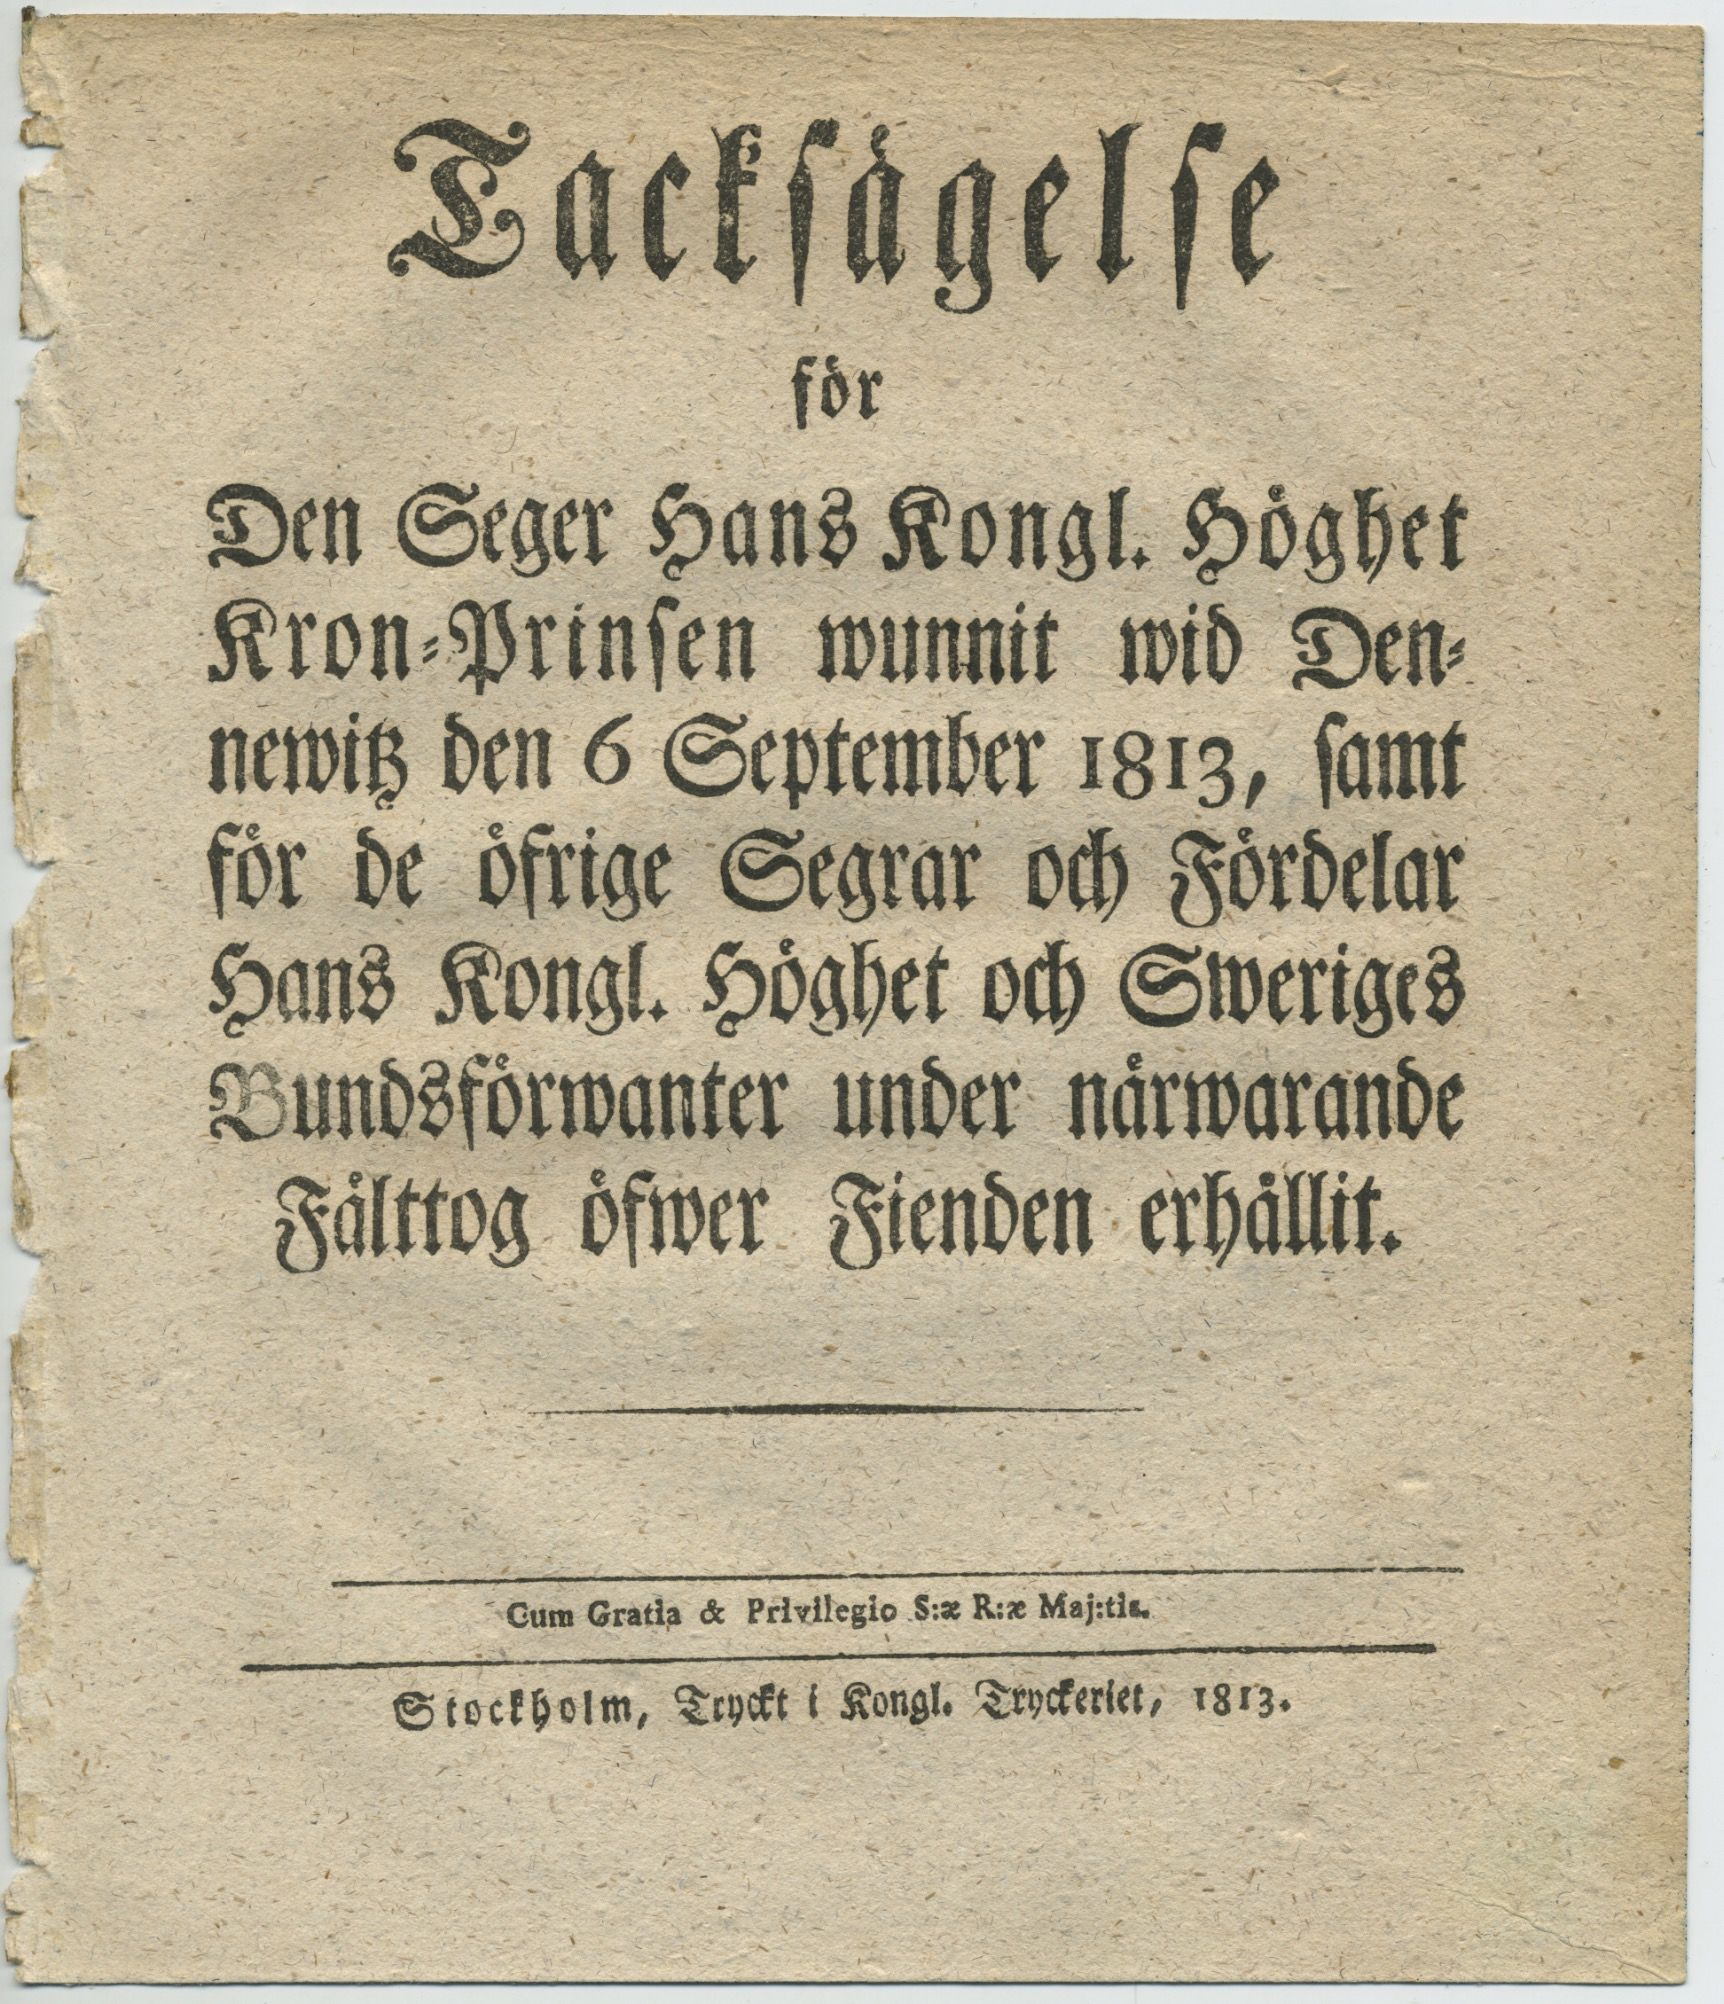 Tacksägelse
för
Den Seger Hans Kongl. Höghet
Kron-Prinsen wunnit wid Den-
newitz den 6 September 1813, samt
för de öfrige Segrar och Fördelar
Hans Kongl. Höghet och Sweriges
Bundsförwanter under närwarande
Fälttog öfwer Fienden erhållit.
Cum Gratia & Privilegio S:æ R:æ Maj:tis.
Stockholm, Tryckt i Kongl. Tryckeriet, 1813.